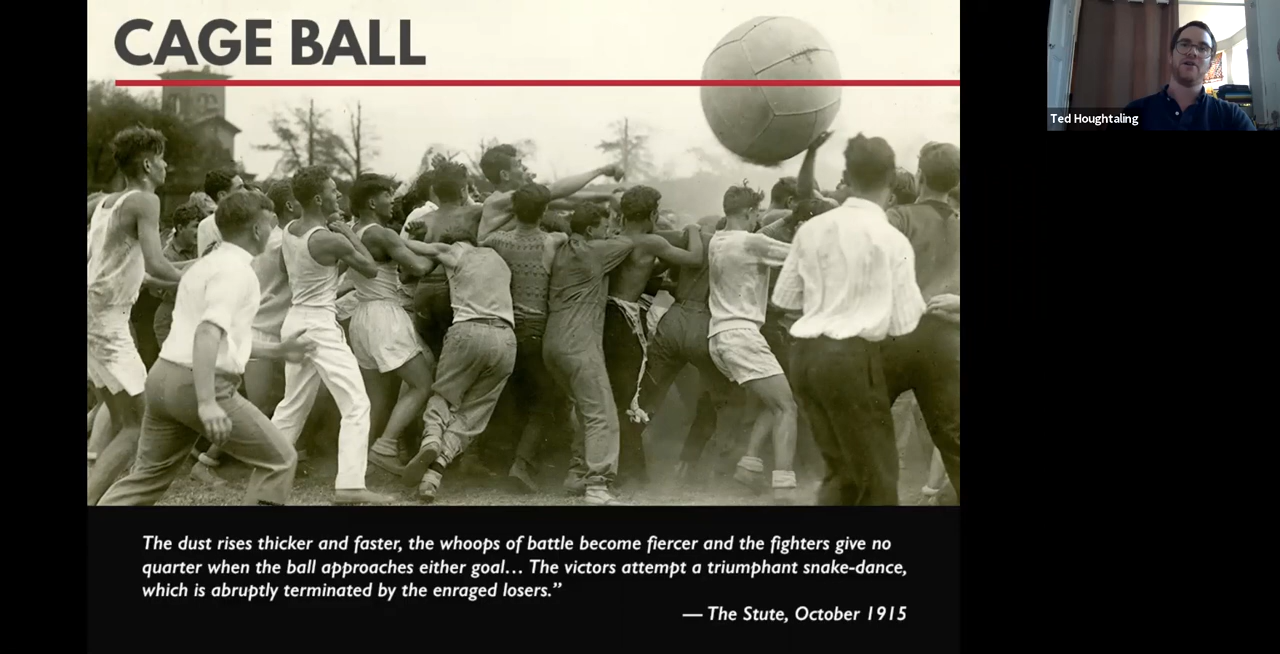 CAGE BALL
Ted Houghtaling
The dust rises thicker and faster, the whoops of battle become fiercer and the fighters give no
quarter when the ball approaches either goal… The victors attempt a triumphant snake-dance,
which is abruptly terminated by the enraged losers.”
— The Stute, October 1915